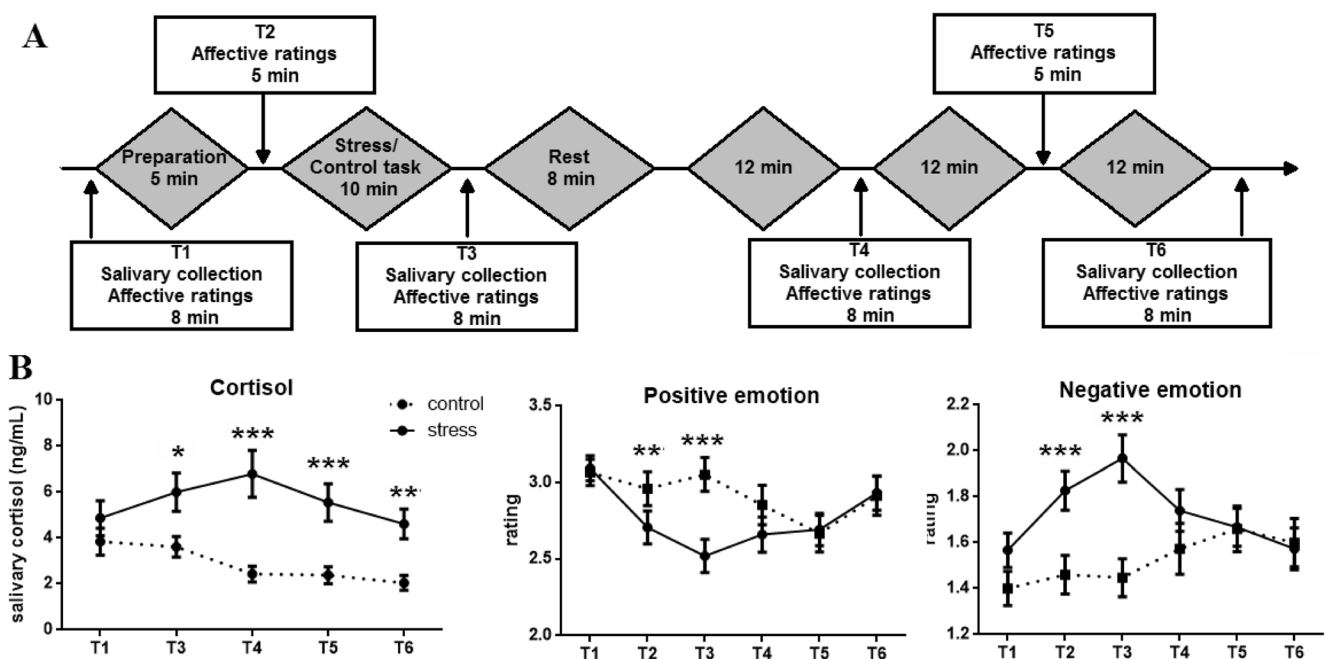 A
T2
Affective ratings
5 min
T5
Affective ratings
5 min
Preparation
5 min
Stress/
Control task
10 min
Rest
8 min
12 min
12 min
12 min
T1
Salivary collection
Affective ratings
8 min
T3
Salivary collection
Affective ratings
8 min
T4
Salivary collection
Affective ratings
8 min
T6
Salivary collection
Affective ratings
8 min
B
Cortisol
salivary cortisol (ng/mL)
10
8
6
4
2
0
*
***
***
**
control
stress
T1 T3 T4 T5 T6
Positive emotion
rating
3.5
3.0
2.5
2.0
**
***
T1 T2 T3 T4 T5 T6
Negative emotion
rating
2.2
2.0
1.8
1.6
1.4
1.2
***
***
T1 T2 T3 T4 T5 T6